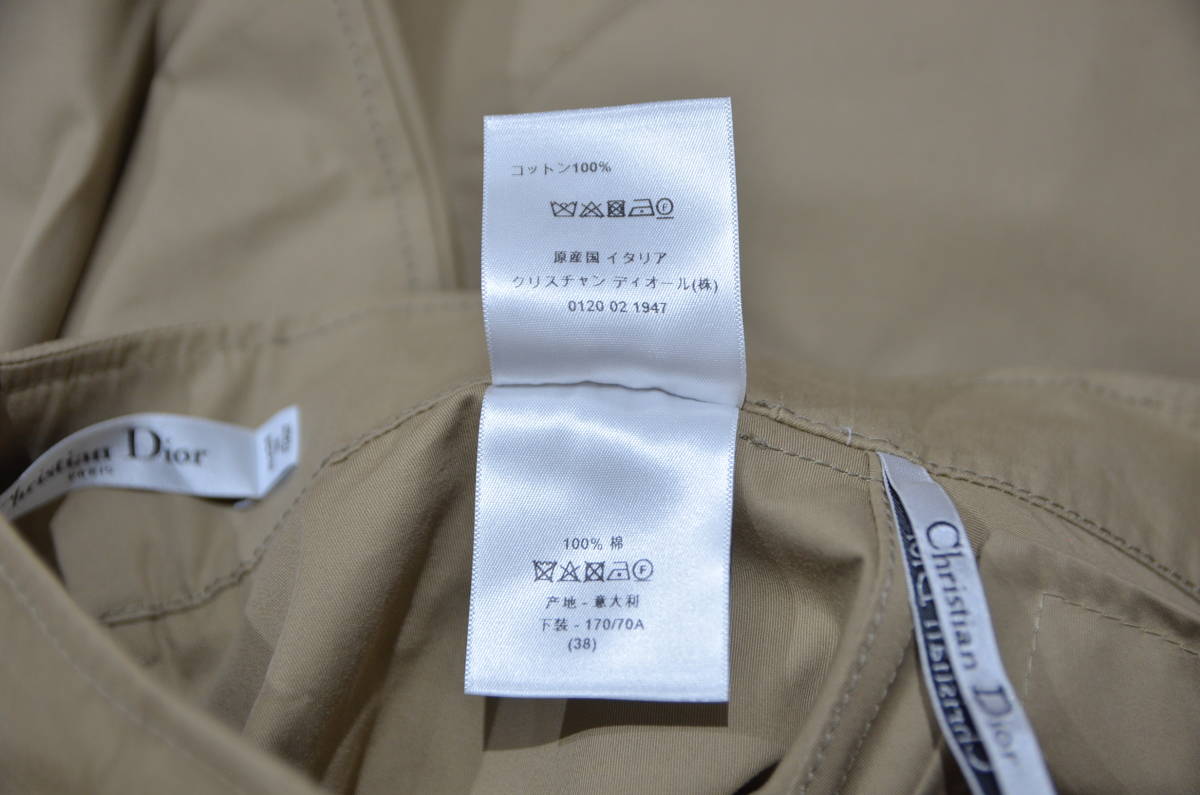 コットン100%
原産国 イタリア
クリスチャン ディオール(株)
0120 02 1947
100% 棉
产地 - 意大利
下装 - 170/70A
(38)
Christian Dior
PARIS
Christian Dior